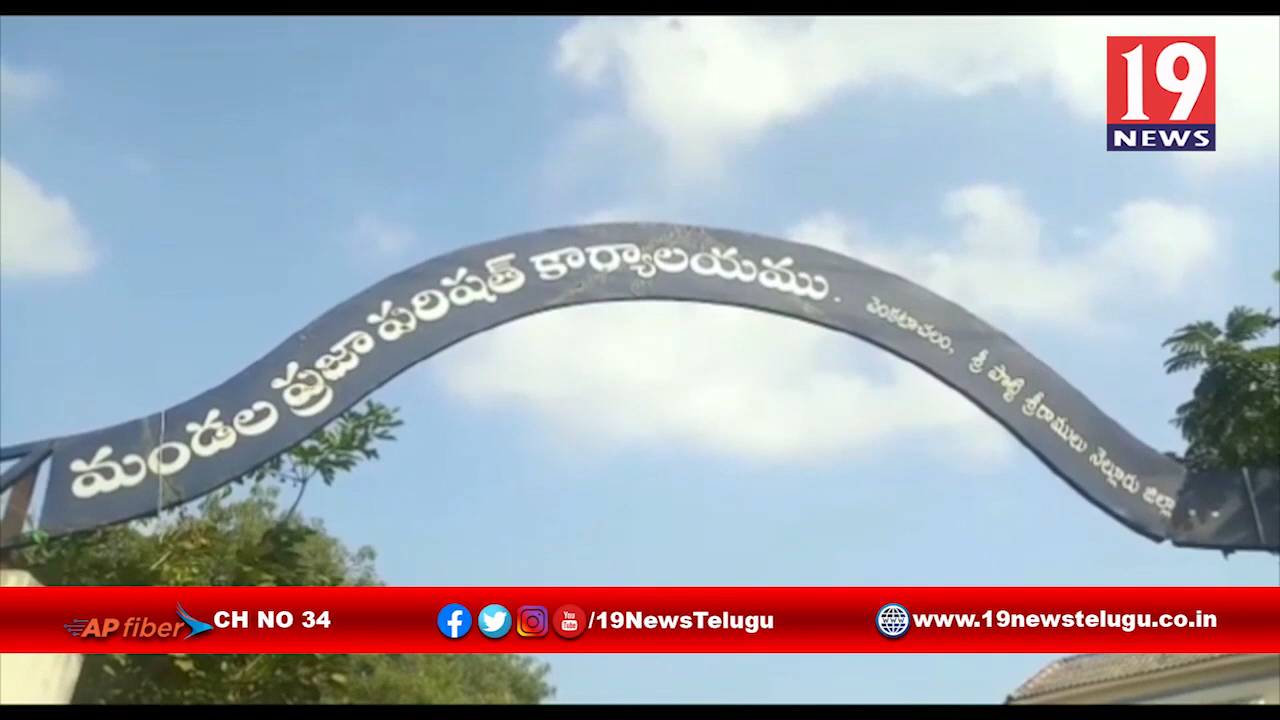 19
NEWS
మండల ప్రజా పరిషత్ కార్యాలయము.
వెంకటాచలం, శ్రీ పొట్టి శ్రీరాములు నెల్లూరు జిల్లా
AP fiber CH NO 34
/19NewsTelugu
www.19newstelugu.co.in